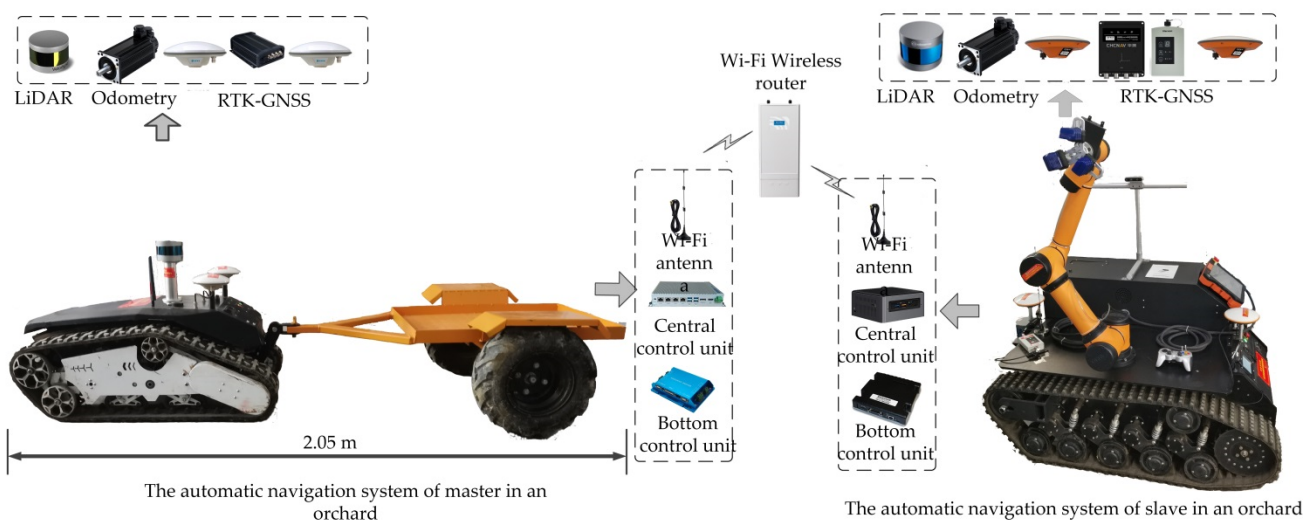 LiDAR
Odometry
RTK-GNSS
Wi-Fi Wireless
router
LiDAR
Odometry
RTK-GNSS
Wi-Fi
antenn
a
Central
control unit
Bottom
control unit
Wi-Fi
antenn
Central
control unit
Bottom
control unit
2.05 m
The automatic navigation system of master in an
orchard
The automatic navigation system of slave in an orchard